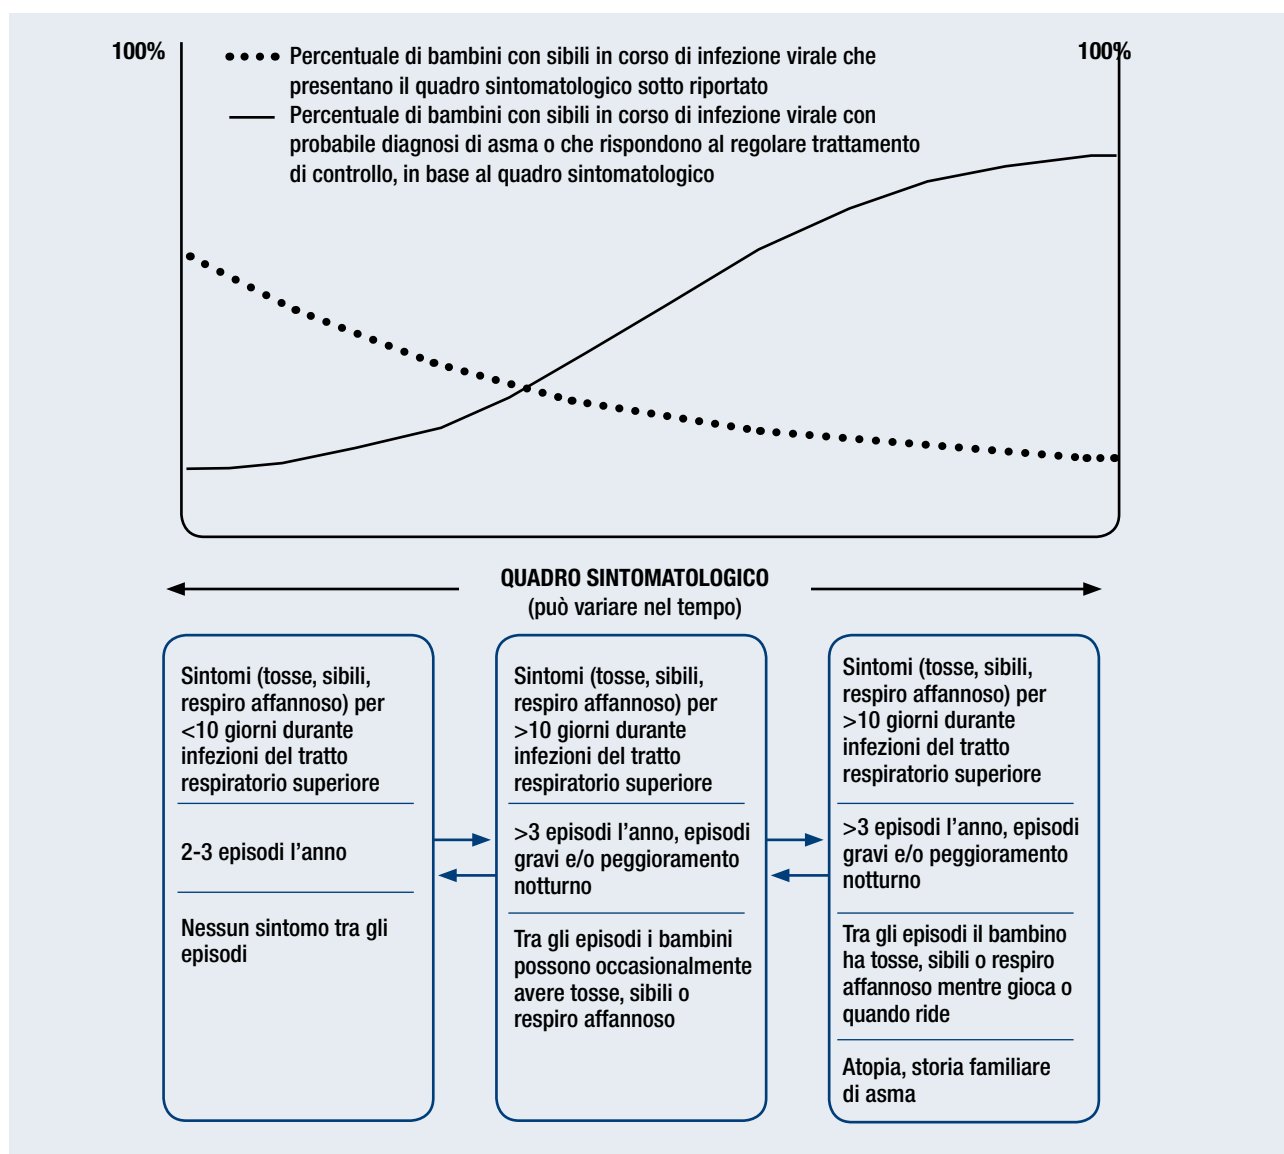 100%
100%
Percentuale di bambini con sibili in corso di infezione virale che
presentano il quadro sintomatologico sotto riportato
Percentuale di bambini con sibili in corso di infezione virale con
probabile diagnosi di asma o che rispondono al regolare trattamento
di controllo, in base al quadro sintomatologico
QUADRO SINTOMATOLOGICO
(può variare nel tempo)
Sintomi (tosse, sibili,
respiro affannoso) per
<10 giorni durante
infezioni del tratto
respiratorio superiore
2-3 episodi l’anno
Nessun sintomo tra gli
episodi
Sintomi (tosse, sibili,
respiro affannoso) per
>10 giorni durante
infezioni del tratto
respiratorio superiore
>3 episodi l’anno, episodi
gravi e/o peggioramento
notturno
Tra gli episodi i bambini
possono occasionalmente
avere tosse, sibili o
respiro affannoso
Sintomi (tosse, sibili,
respiro affannoso) per
>10 giorni durante
infezioni del tratto
respiratorio superiore
>3 episodi l’anno, episodi
gravi e/o peggioramento
notturno
Tra gli episodi il bambino
ha tosse, sibili o respiro
affannoso mentre gioca o
quando ride
Atopia, storia familiare
di asma